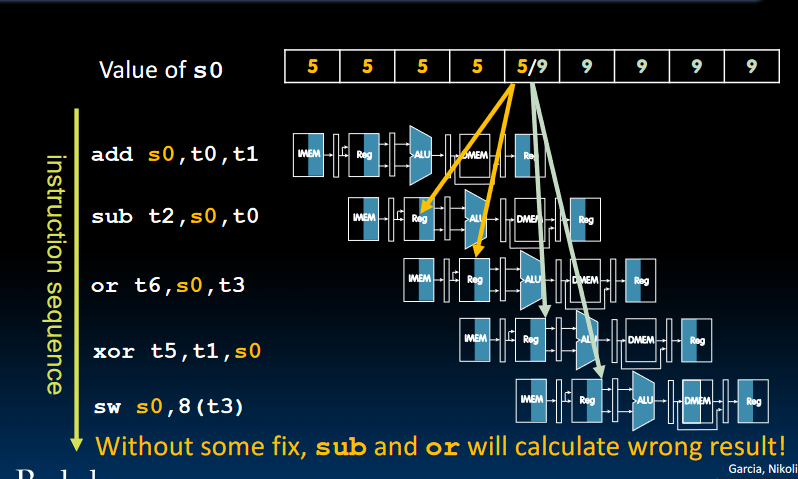 Value of s0 5 5 5 5 5/9 9 9 9 9
instruction sequence
add s0,t0,t1 IMEM Reg ALU DMEM Reg
sub t2,s0,t0 IMEM Reg ALU DMEM Reg
or t6,s0,t3 IMEM Reg ALU DMEM Reg
xor t5,t1,s0 IMEM Reg ALU DMEM Reg
sw s0,8(t3) IMEM Reg ALU DMEM Reg
Without some fix, sub and or will calculate wrong result!
Garcia, Nikoli